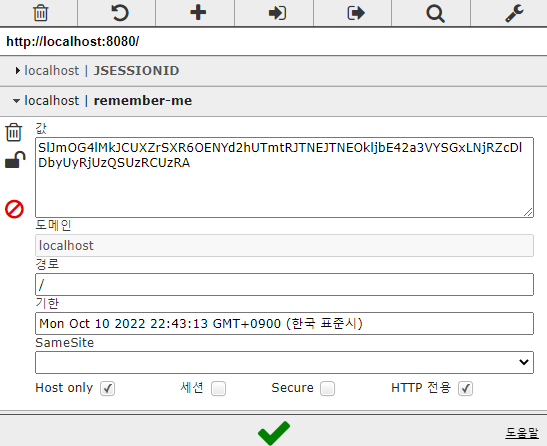 http://localhost:8080/
localhost | JSESSIONID
localhost | remember-me
값
SlJmOG4lMkJCUXZrSXR6OENYd2hUTmtRJTNEJTNEOkljbE42a3VYSGxLNjRZcDl
DbyUyRjUzQSUzRCUzRA
도메인
localhost
경로
/
기한
Mon Oct 10 2022 22:43:13 GMT+0900 (한국 표준시)
SameSite
Host only 세션 Secure HTTP 전용
도움말